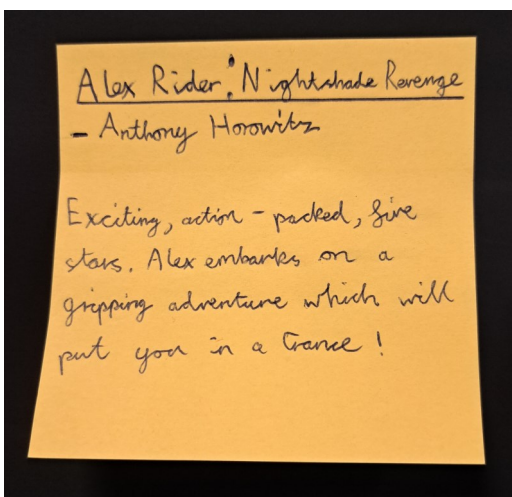 Alex Rider: Nightshade Revenge
- Anthony Horowitz
Exciting, action-packed, five
stars. Alex embarks on a
gripping adventure which will
put you in a trance!